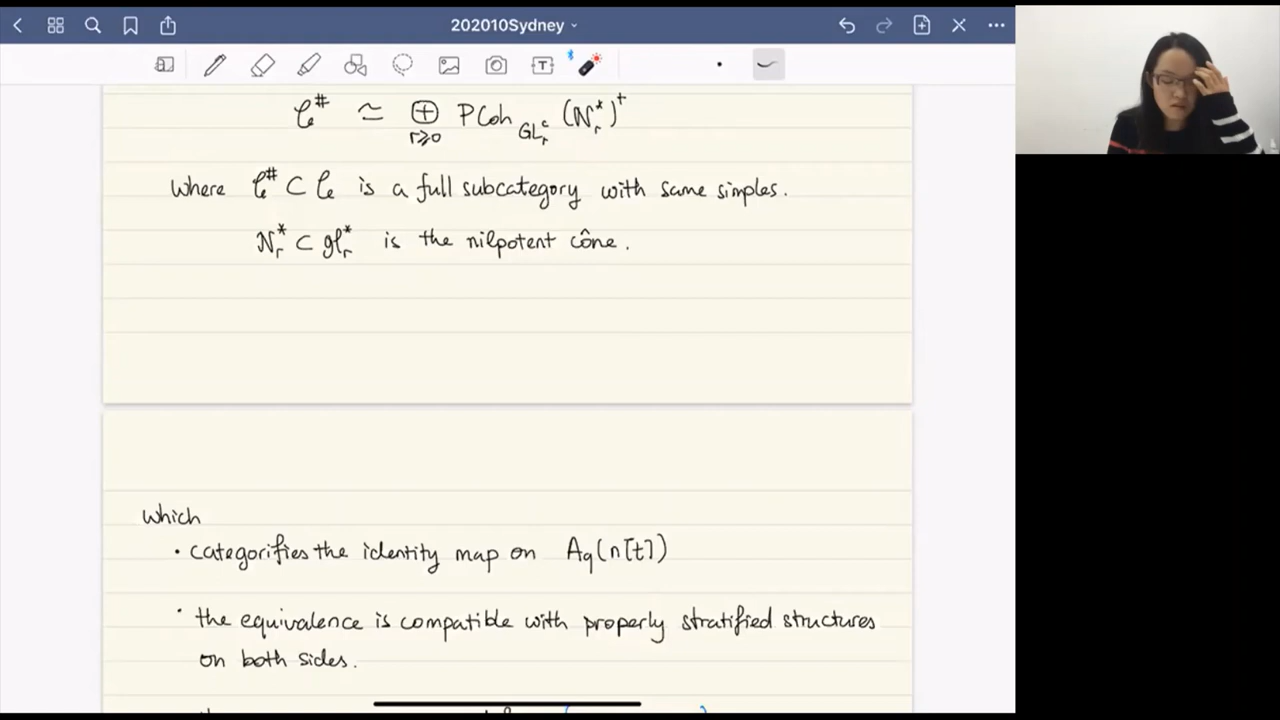 202010Sydney
𝒞^# ≃ ⊕_{r≥0} PCoh_{GL_r^c} (N_r^*)^+
Where 𝒞^# ⊂ 𝒞 is a full subcategory with same simples.
N_r^* ⊂ gl_r^* is the nilpotent cône.
Which
• categorifies the identity map on A_q(n[t])
• the equivalence is compatible with properly stratified structures
on both sides.